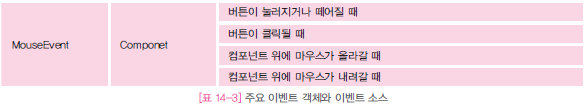 MouseEvent
Componet
버튼이 눌러지거나 떼어질 때
버튼이 클릭될 때
컴포넌트 위에 마우스가 올라갈 때
컴포넌트 위에 마우스가 내려갈 때
[표 14-3] 주요 이벤트 객체와 이벤트 소스